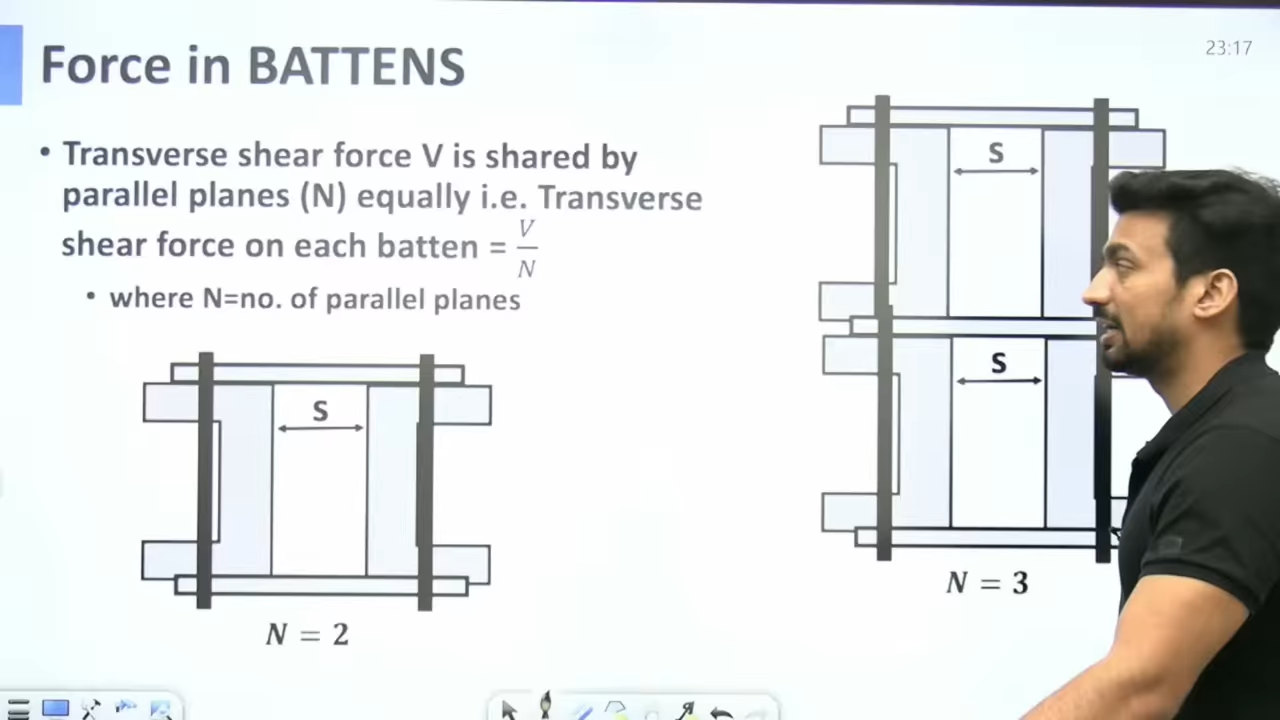 Force in BATTENS
23:17
• Transverse shear force V is shared by
parallel planes (N) equally i.e. Transverse
shear force on each batten = V/N
• where N=no. of parallel planes
S
N = 2
S
S
N = 3